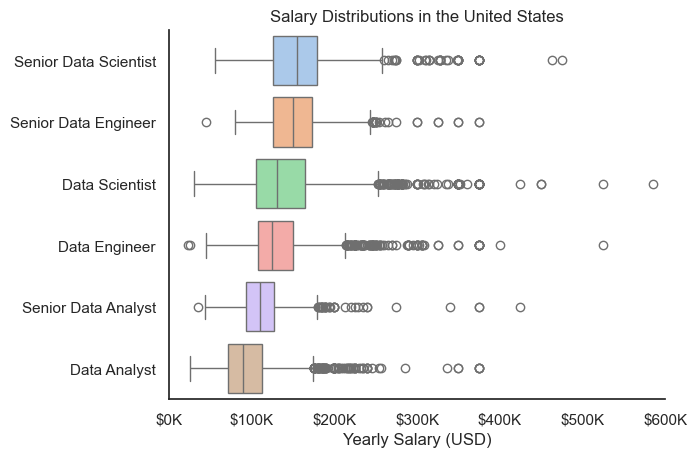 Salary Distributions in the United States
Senior Data Scientist
Senior Data Engineer
Data Scientist
Data Engineer
Senior Data Analyst
Data Analyst
$0K $100K $200K $300K $400K $500K $600K
Yearly Salary (USD)